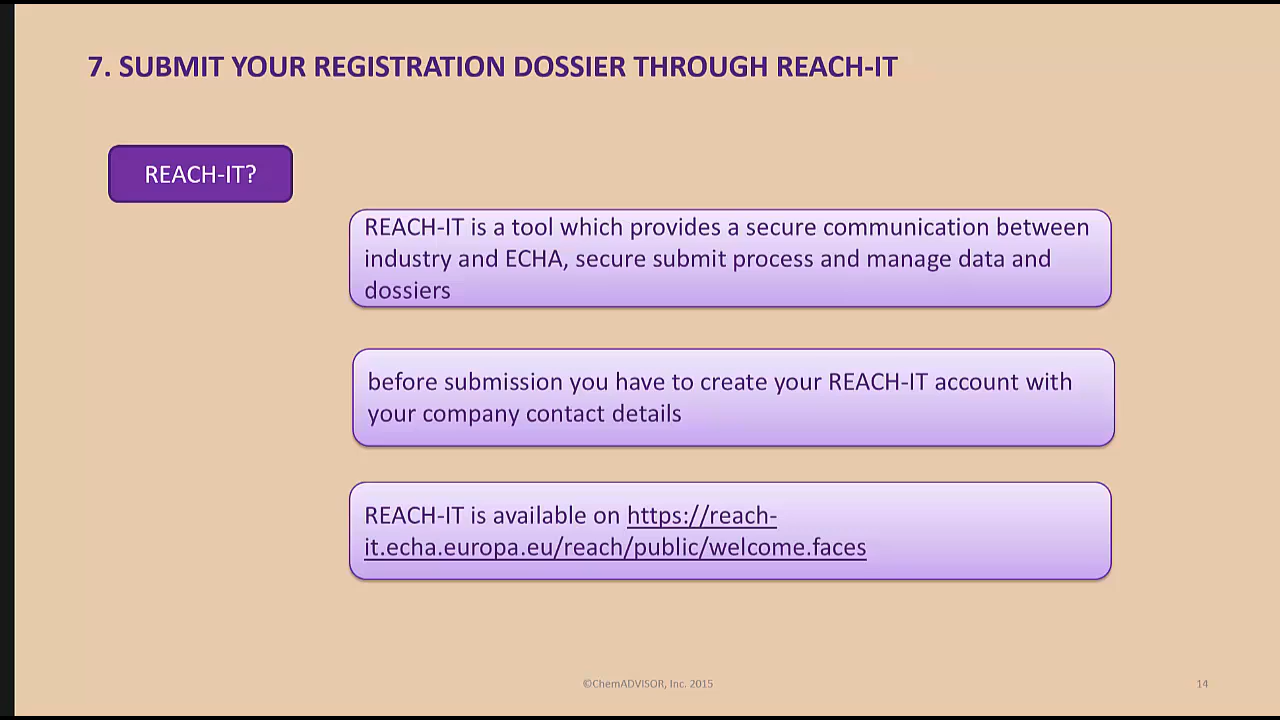 7. SUBMIT YOUR REGISTRATION DOSSIER THROUGH REACH-IT
REACH-IT?
REACH-IT is a tool which provides a secure communication between
industry and ECHA, secure submit process and manage data and
dossiers
before submission you have to create your REACH-IT account with
your company contact details
REACH-IT is available on https://reach-
it.echa.europa.eu/reach/public/welcome.faces
©ChemADVISOR, Inc. 2015
14